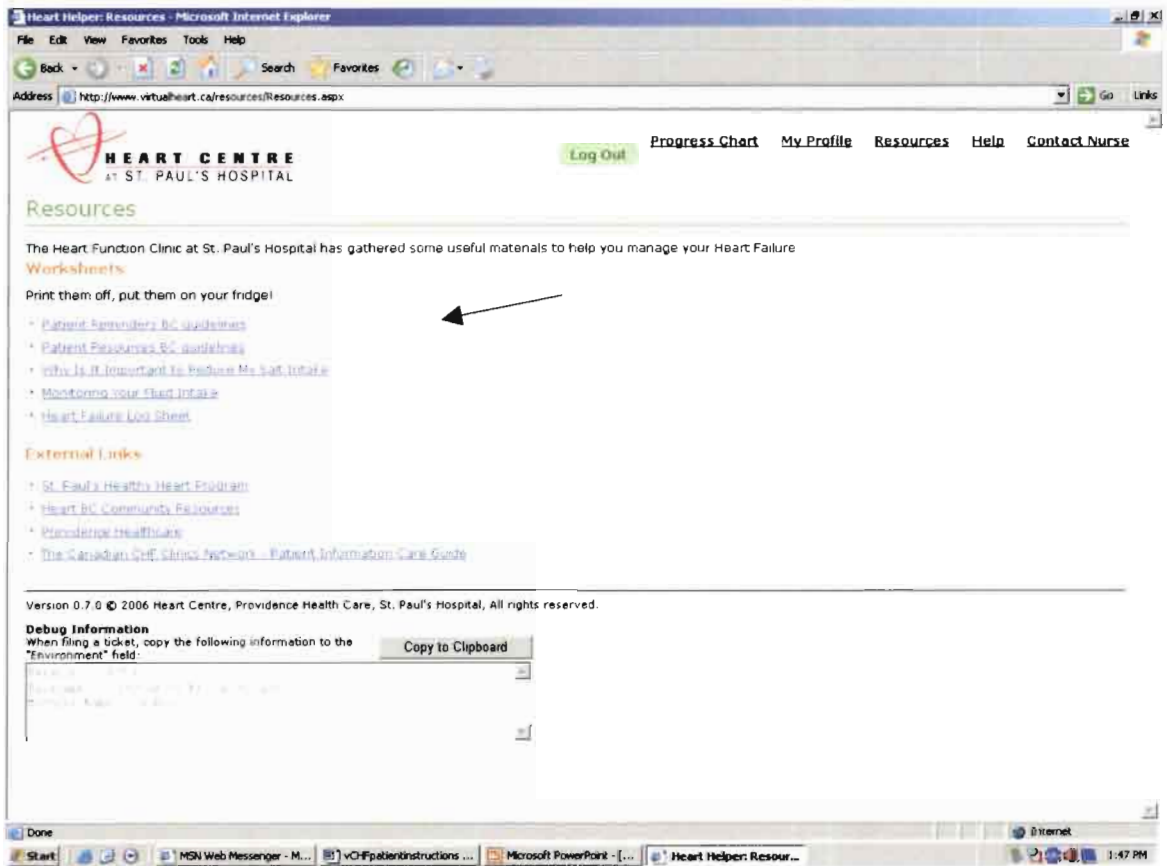 Heart Helper: Resources - Microsoft Internet Explorer
File Edit View Favorites Tools Help
Back Search Favorites
Address http://www.virtualheart.ca/resources/Resources.aspx Go Links
HEART CENTRE
AT ST. PAUL'S HOSPITAL
Log Out Progress Chart My Profile Resources Help Contact Nurse
Resources
The Heart Function Clinic at St. Paul's Hospital has gathered some useful materials to help you manage your Heart Failure
Worksheets
Print them off, put them on your fridge!
Patient Reminders BC guidelines
Patient Resources BC guidelines
Why Is It Important to Reduce My Salt Intake
Monitoring Your Fluid Intake
Heart Failure Log Sheet
External Links
St. Paul's Healthy Heart Program
Heart BC Community Resources
Providence Healthcare
The Canadian CHF Clinics Network - Patient Information Care Guide
Version 0.7.0 © 2006 Heart Centre, Providence Health Care, St. Paul's Hospital, All rights reserved.
Debug Information
When filing a ticket, copy the following information to the
"Environment" field:
Copy to Clipboard
Done Internet
Start MSN Web Messenger - M... vCHFpatientinstructions ... Microsoft PowerPoint - [... Heart Helper: Resour... 1:47 PM